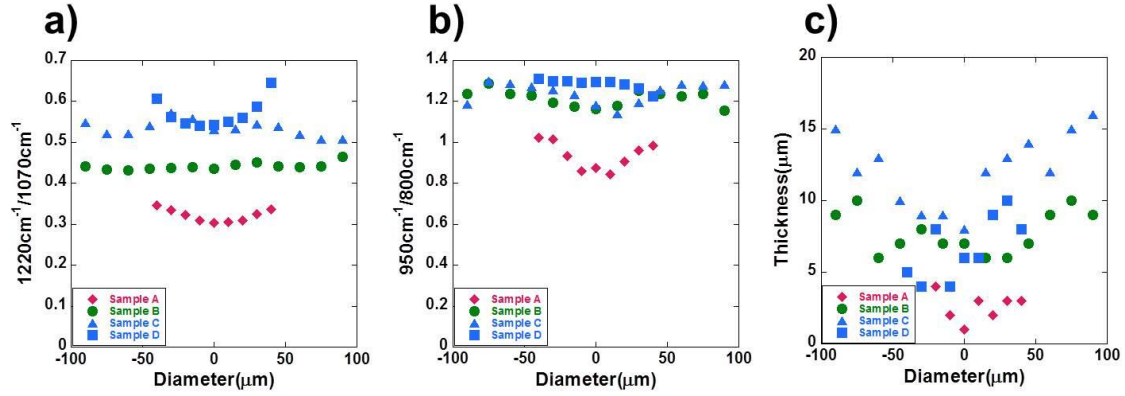 a)
0.7
0.6
0.5
0.4
0.3
0.2
0.1
0
1220cm⁻¹/1070cm⁻¹
Sample A
Sample B
Sample C
Sample D
-100 -50 0 50 100
Diameter(μm)
b)
1.4
1.2
1
0.8
0.6
0.4
0.2
0
950cm⁻¹/800cm⁻¹
Sample A
Sample B
Sample C
Sample D
-100 -50 0 50 100
Diameter(μm)
c)
20
15
10
5
0
Thickness(μm)
Sample A
Sample B
Sample C
Sample D
-100 -50 0 50 100
Diameter(μm)